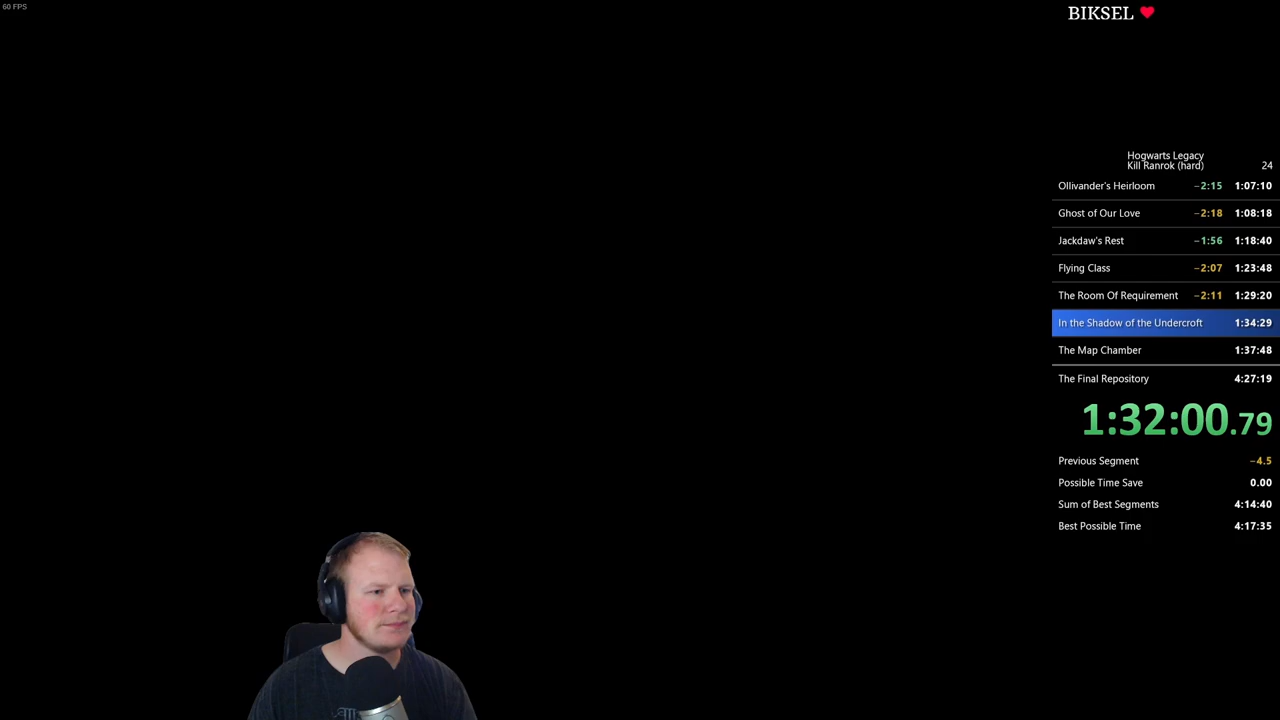 60 FPS
BIKSEL ❤
Hogwarts Legacy
Kill Ranrok (hard) 24
Ollivander's Heirloom −2:15 1:07:10
Ghost of Our Love −2:18 1:08:18
Jackdaw's Rest −1:56 1:18:40
Flying Class −2:07 1:23:48
The Room Of Requirement −2:11 1:29:20
In the Shadow of the Undercroft 1:34:29
The Map Chamber 1:37:48
The Final Repository 4:27:19
1:32:00.79
Previous Segment −4.5
Possible Time Save 0.00
Sum of Best Segments 4:14:40
Best Possible Time 4:17:35